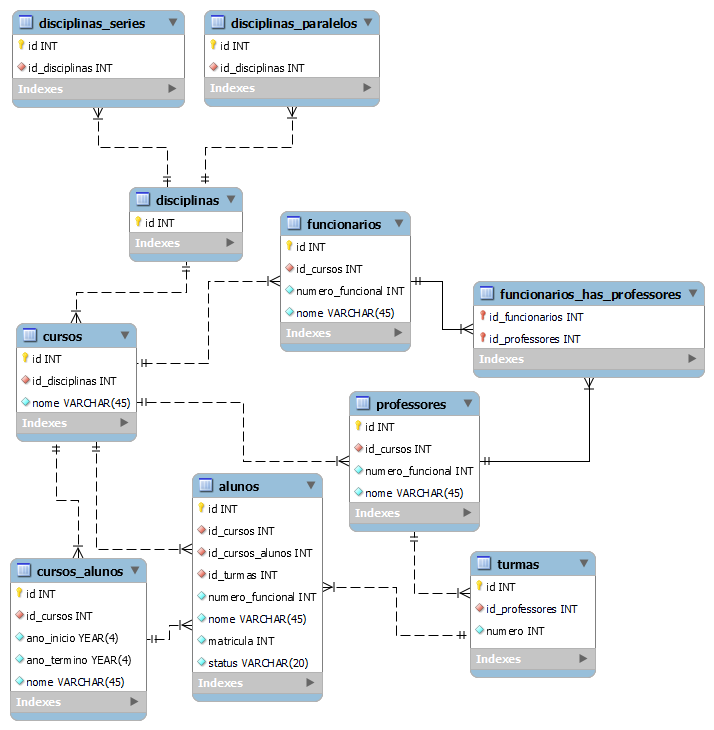 disciplinas_series
id INT
id_disciplinas INT
Indexes
disciplinas_paralelos
id INT
id_disciplinas INT
Indexes
disciplinas
id INT
Indexes
funcionarios
id INT
id_cursos INT
numero_funcional INT
nome VARCHAR(45)
Indexes
funcionarios_has_professores
id_funcionarios INT
id_professores INT
Indexes
cursos
id INT
id_disciplinas INT
nome VARCHAR(45)
Indexes
professores
id INT
id_cursos INT
numero_funcional INT
nome VARCHAR(45)
Indexes
alunos
id INT
id_cursos INT
id_cursos_alunos INT
id_turmas INT
numero_funcional INT
nome VARCHAR(45)
matricula INT
status VARCHAR(20)
Indexes
turmas
id INT
id_professores INT
numero INT
Indexes
cursos_alunos
id INT
id_cursos INT
ano_inicio YEAR(4)
ano_termino YEAR(4)
nome VARCHAR(45)
Indexes